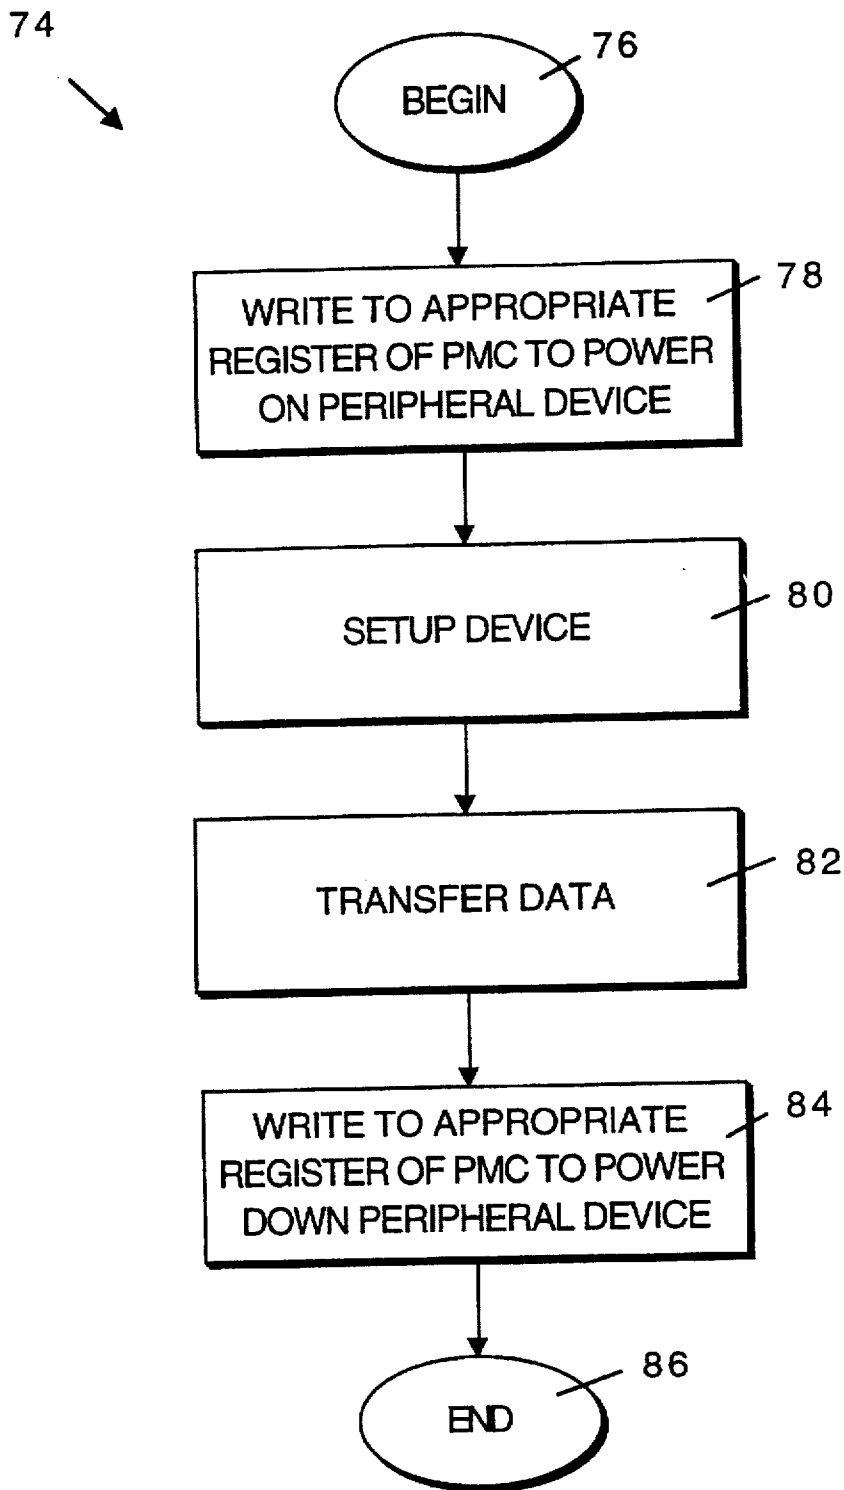 74
76
BEGIN
78
WRITE TO APPROPRIATE
REGISTER OF PMC TO POWER
ON PERIPHERAL DEVICE
80
SETUP DEVICE
82
TRANSFER DATA
84
WRITE TO APPROPRIATE
REGISTER OF PMC TO POWER
DOWN PERIPHERAL DEVICE
86
END